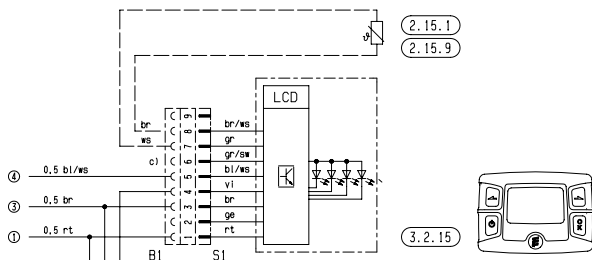 2.15.1
2.15.9
LCD
br
ws
c)
9
8
7
6
5
4
3
2
1
br/ws
gr
gr/sw
bl/ws
vi
br
ge
rt
④ 0,5 bl/ws
③ 0,5 br
① 0,5 rt
B1
S1
3.2.15